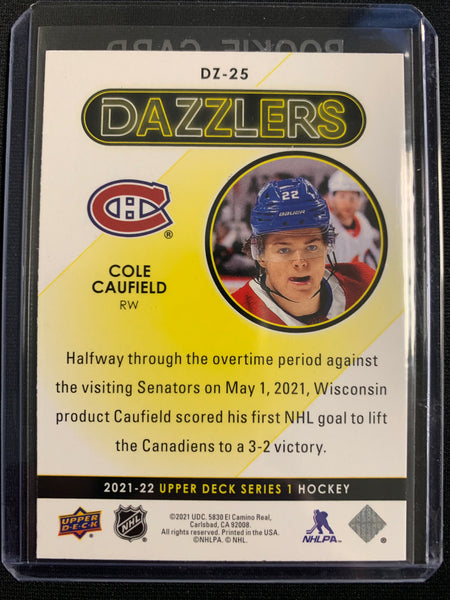 ROOKIE CARD
DZ-25
DAZZLERS
22
BAUER
®
COLE
CAUFIELD
RW
Halfway through the overtime period against
the visiting Senators on May 1, 2021, Wisconsin
product Caufield scored his first NHL goal to lift
the Canadiens to a 3-2 victory.
2021-22 UPPER DECK SERIES 1 HOCKEY
UPPER DECK
NHL
©2021 UDC. 5830 El Camino Real,
Carlsbad, CA 92008.
All rights reserved. Printed in the USA.
©NHLPA. © NHL.
NHLPA
®